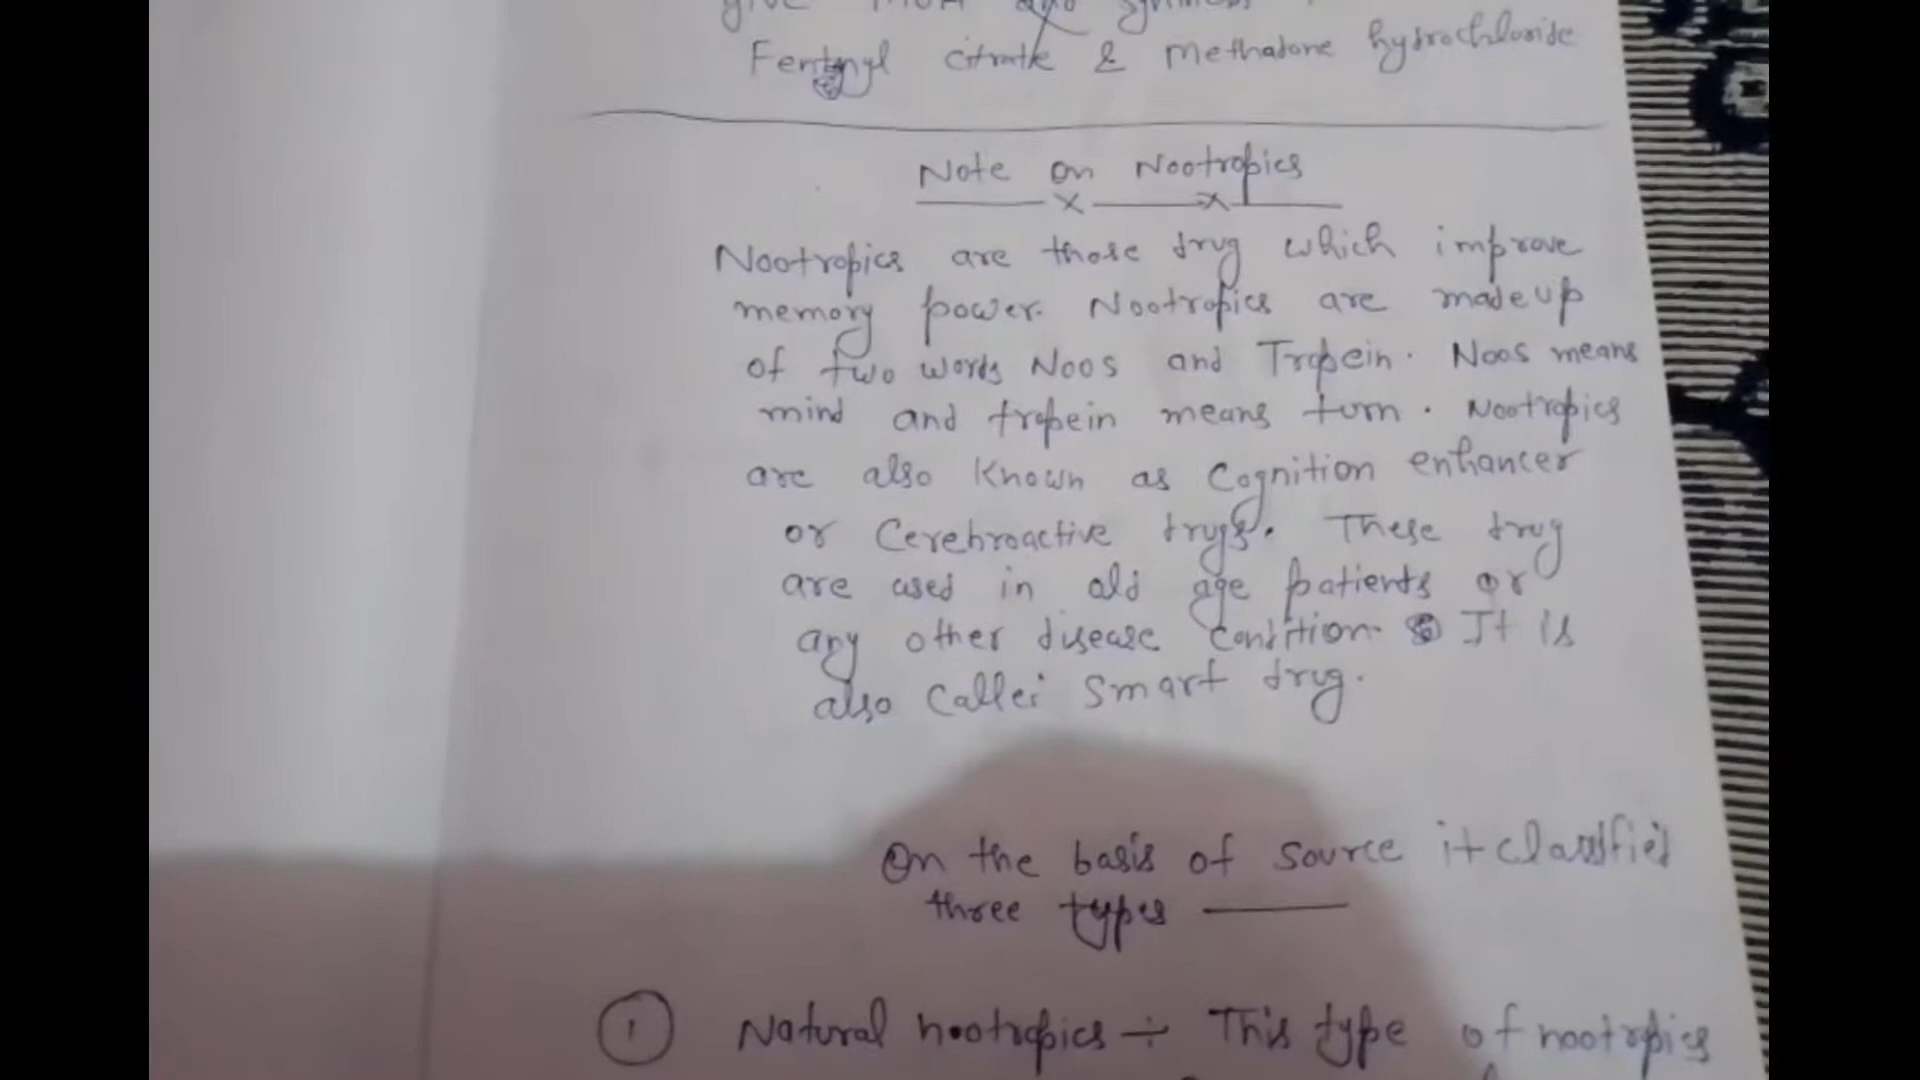 give MOA and synthesis
Fentanyl citrate & Methadone hydrochloride
Note on Nootropics
Nootropics are those drug which improve
memory power. Nootropics are madeup
of two words Noos and Tropein. Noos means
mind and tropein means turn. Nootropics
are also known as Cognition enhancer
or Cerebroactive drugs. These drug
are used in old age patients or
any other disease condition. It is
also called smart drug.
On the basis of source it classified
three types
① Natural nootropics ÷ This type of nootropics